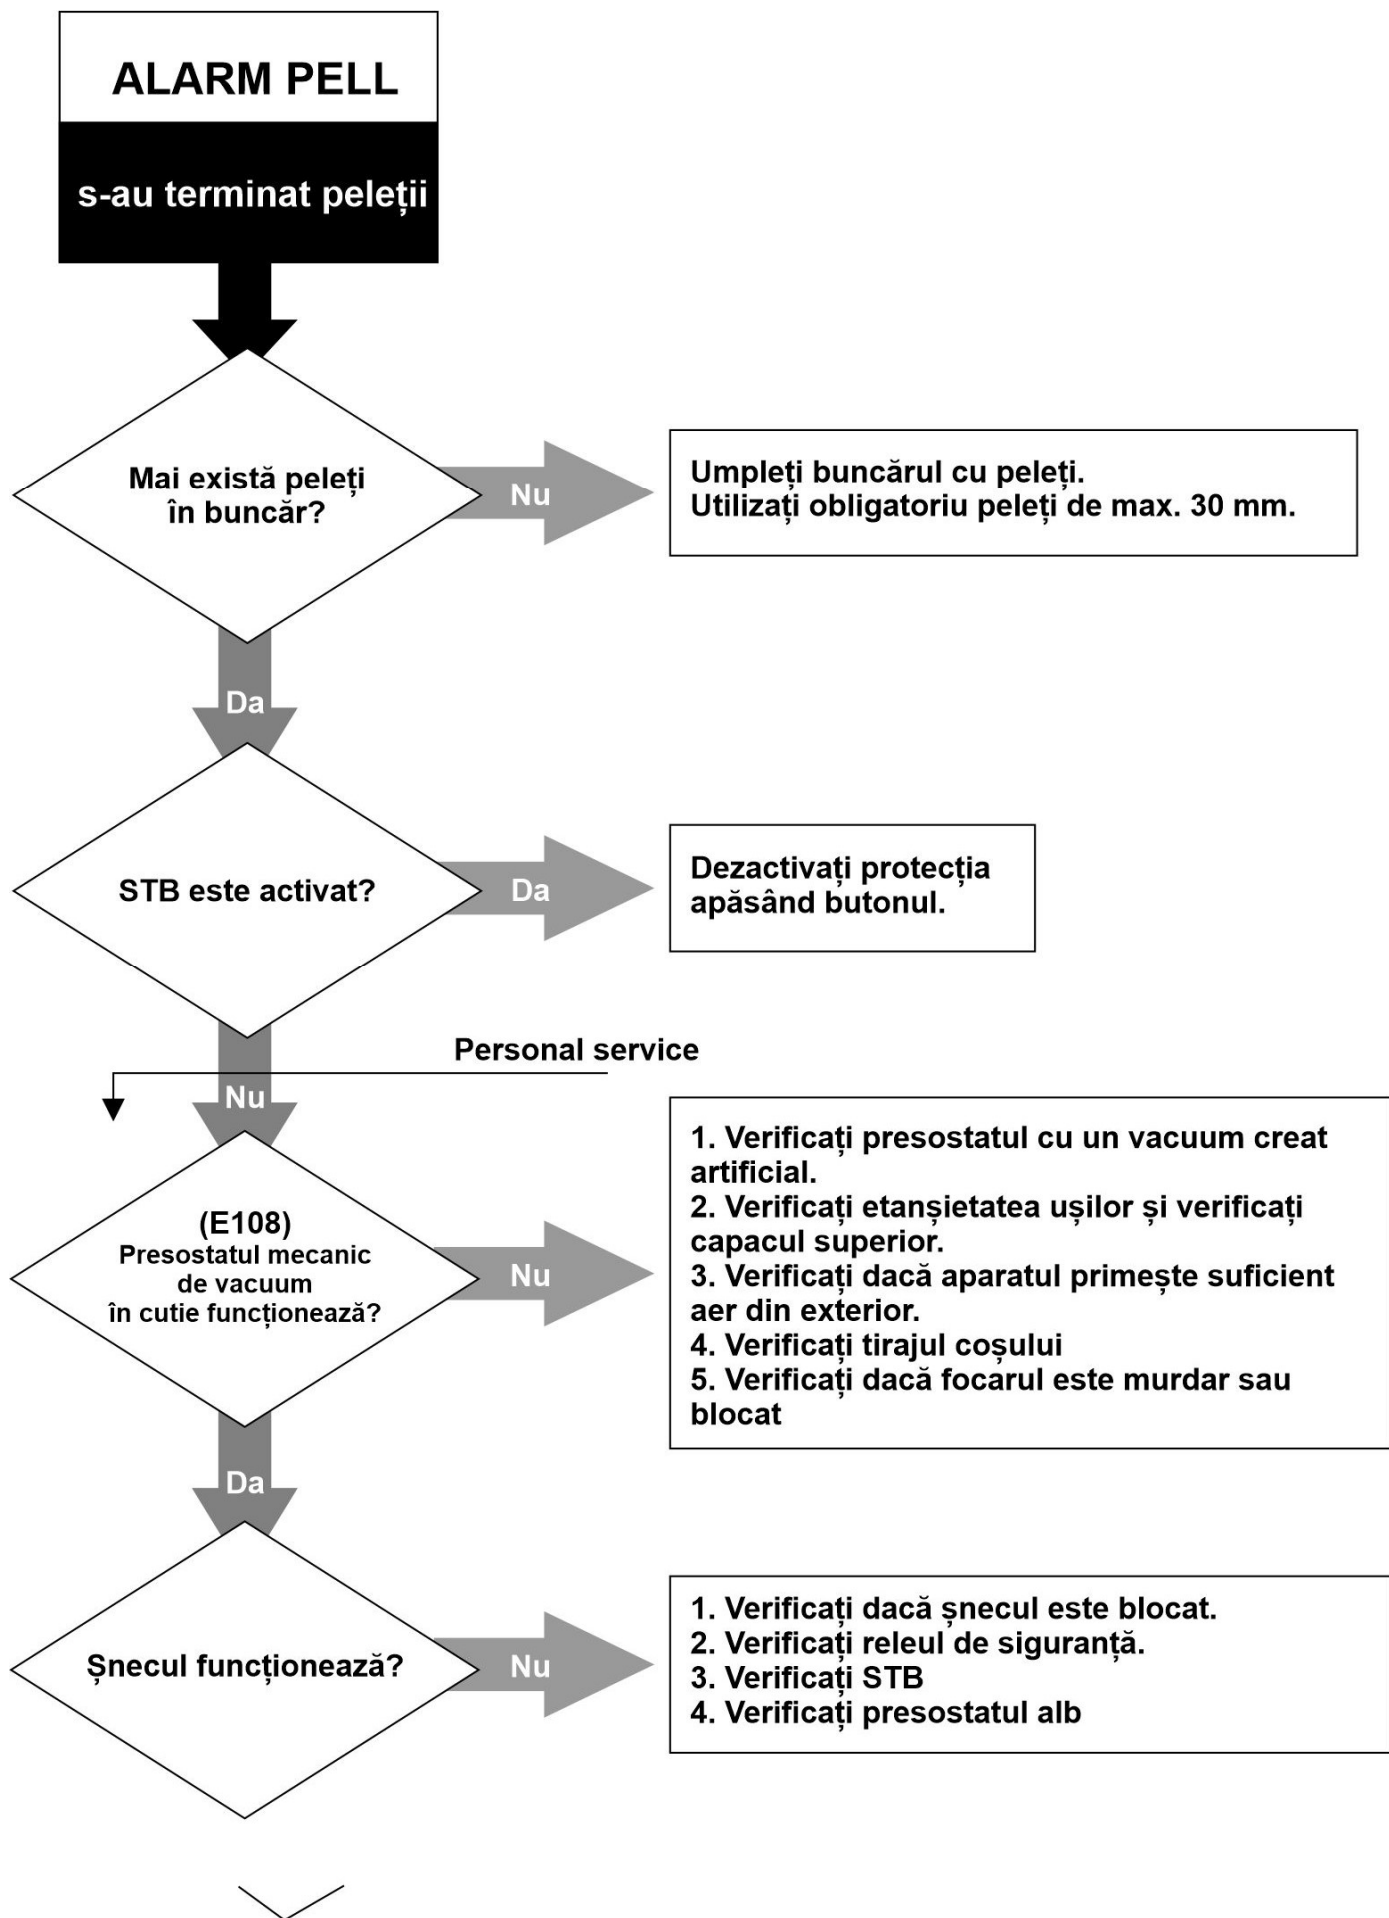 ALARM PELL
s-au terminat peleții
Mai există peleți
în buncăr?
Nu
Umpleți buncărul cu peleți.
Utilizați obligatoriu peleți de max. 30 mm.
Da
STB este activat?
Da
Dezactivați protecția
apăsând butonul.
Personal service
Nu
(E108)
Presostatul mecanic
de vacuum
în cutie funcționează?
Nu
1. Verificați presostatul cu un vacuum creat
artificial.
2. Verificați etanșietatea ușilor și verificați
capacul superior.
3. Verificați dacă aparatul primește suficient
aer din exterior.
4. Verificați tirajul coșului
5. Verificați dacă focarul este murdar sau
blocat
Da
Șnecul funcționează?
Nu
1. Verificați dacă șnecul este blocat.
2. Verificați releul de siguranță.
3. Verificați STB
4. Verificați presostatul alb